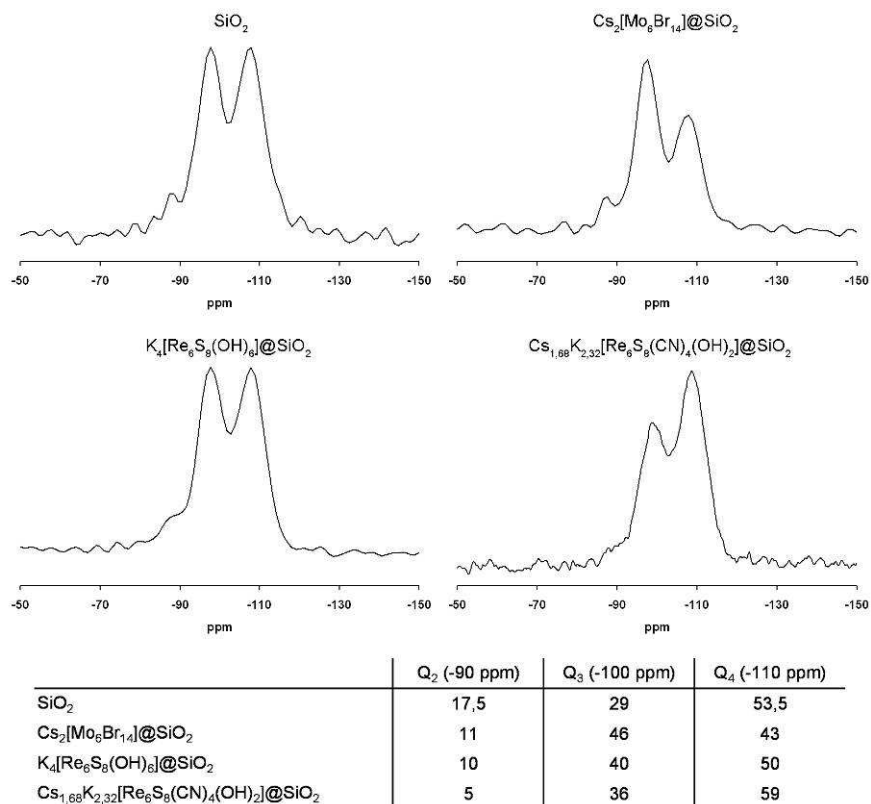 SiO₂
Cs₂[Mo₆Br₁₄]@SiO₂
-50 -70 -90 -110 -130 -150
ppm
-50 -70 -90 -110 -130 -150
ppm
K₄[Re₆S₈(OH)₆]@SiO₂
Cs₁,₆₈K₂,₃₂[Re₆S₈(CN)₄(OH)₂]@SiO₂
-50 -70 -90 -110 -130 -150
ppm
-50 -70 -90 -110 -130 -150
ppm
Q₂ (-90 ppm) Q₃ (-100 ppm) Q₄ (-110 ppm)
SiO₂ 17,5 29 53,5
Cs₂[Mo₆Br₁₄]@SiO₂ 11 46 43
K₄[Re₆S₈(OH)₆]@SiO₂ 10 40 50
Cs₁,₆₈K₂,₃₂[Re₆S₈(CN)₄(OH)₂]@SiO₂ 5 36 59